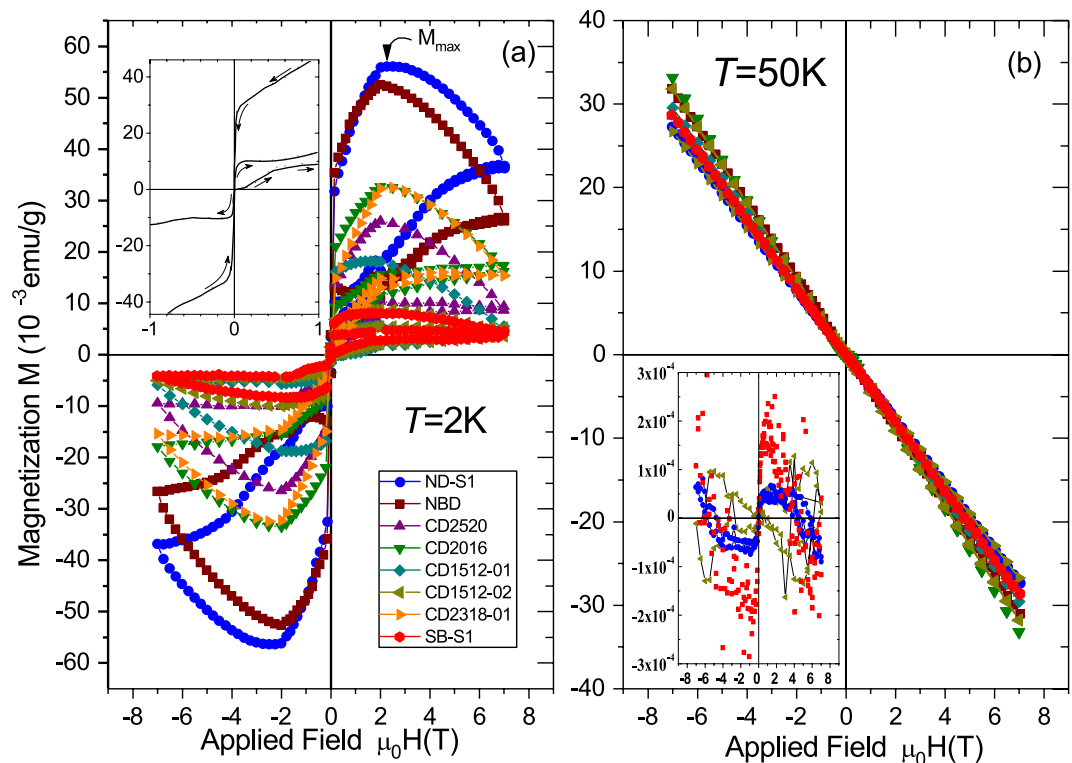 Magnetization M (10⁻³emu/g)
60
50
40
30
20
10
0
-10
-20
-30
-40
-50
-60
M_max
(a)
40
20
0
-20
-40
-1
0
1
T=2K
ND-S1
NBD
CD2520
CD2016
CD1512-01
CD1512-02
CD2318-01
SB-S1
-8 -6 -4 -2 0 2 4 6 8
Applied Field μ₀H(T)
40
30
20
10
0
-10
-20
-30
-40
T=50K
(b)
3x10⁻⁴
2x10⁻⁴
1x10⁻⁴
0
-1x10⁻⁴
-2x10⁻⁴
-3x10⁻⁴
-8 -6 -4 -2 0 2 4 6 8
-8 -6 -4 -2 0 2 4 6 8
Applied Field μ₀H(T)